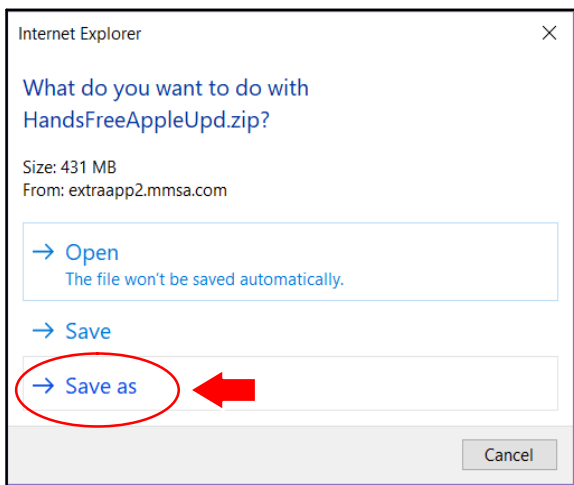 Internet Explorer
What do you want to do with
HandsFreeAppleUpd.zip?
Size: 431 MB
From: extraapp2.mmsa.com
Open
The file won't be saved automatically.
Save
Save as
Cancel